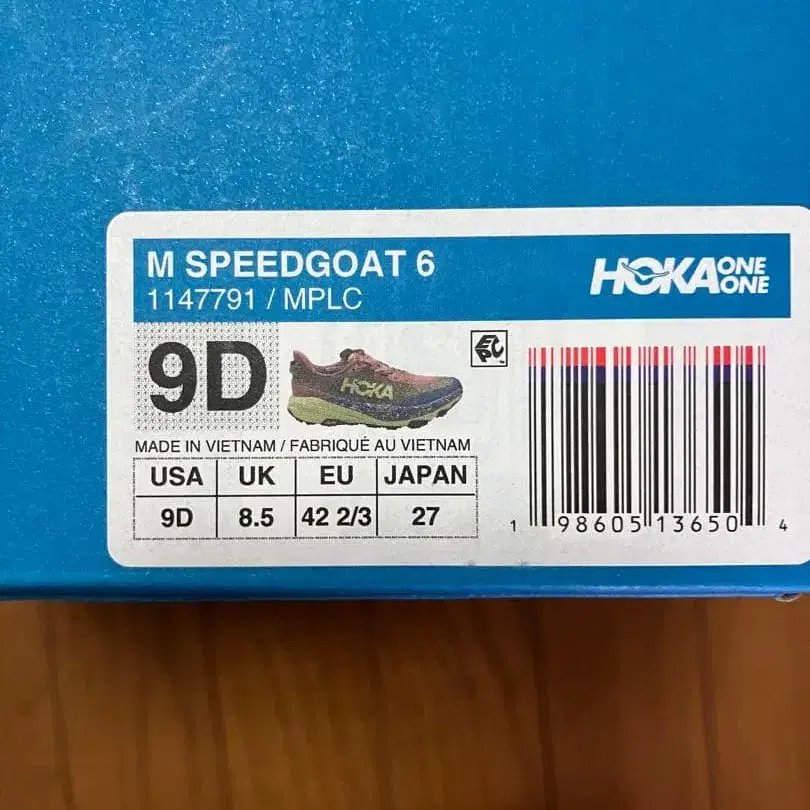 M SPEEDGOAT 6
1147791 / MPLC
HOKA ONE ONE
9D
HOKA
EPC
MADE IN VIETNAM / FABRIQUÉ AU VIETNAM
USA UK EU JAPAN
9D 8.5 42 2/3 27
1 98605 13650 4